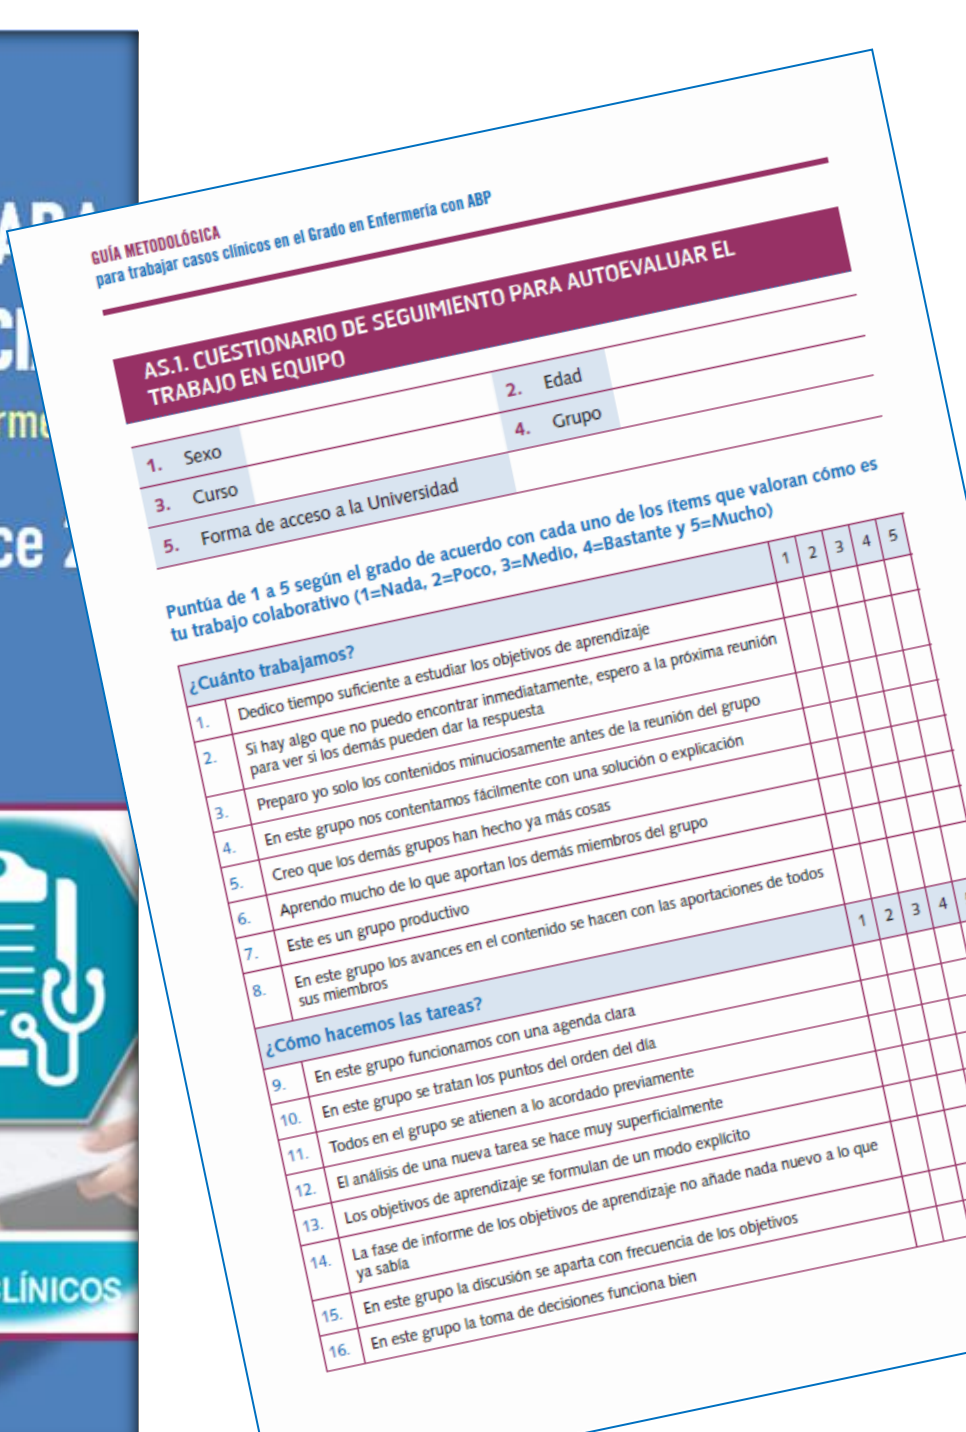 GUÍA METODOLÓGICA
para trabajar casos clínicos en el Grado en Enfermería con ABP
AS.1. CUESTIONARIO DE SEGUIMIENTO PARA AUTOEVALUAR EL
TRABAJO EN EQUIPO
1. Sexo
2. Edad
3. Curso
4. Grupo
5. Forma de acceso a la Universidad
Puntúa de 1 a 5 según el grado de acuerdo con cada uno de los ítems que valoran cómo es
tu trabajo colaborativo (1=Nada, 2=Poco, 3=Medio, 4=Bastante y 5=Mucho)
¿Cuánto trabajamos? 1 2 3 4 5
1. Dedico tiempo suficiente a estudiar los objetivos de aprendizaje
2. Si hay algo que no puedo encontrar inmediatamente, espero a la próxima reunión
para ver si los demás pueden dar la respuesta
3. Preparo yo solo los contenidos minuciosamente antes de la reunión del grupo
4. En este grupo nos contentamos fácilmente con una solución o explicación
5. Creo que los demás grupos han hecho ya más cosas
6. Aprendo mucho de lo que aportan los demás miembros del grupo
7. Este es un grupo productivo
8. En este grupo los avances en el contenido se hacen con las aportaciones de todos
sus miembros
¿Cómo hacemos las tareas? 1 2 3 4
9. En este grupo funcionamos con una agenda clara
10. En este grupo se tratan los puntos del orden del día
11. Todos en el grupo se atienen a lo acordado previamente
12. El análisis de una nueva tarea se hace muy superficialmente
13. Los objetivos de aprendizaje se formulan de un modo explícito
14. La fase de informe de los objetivos de aprendizaje no añade nada nuevo a lo que
ya sabía
15. En este grupo la discusión se aparta con frecuencia de los objetivos
16. En este grupo la toma de decisiones funciona bien
LÍNICOS